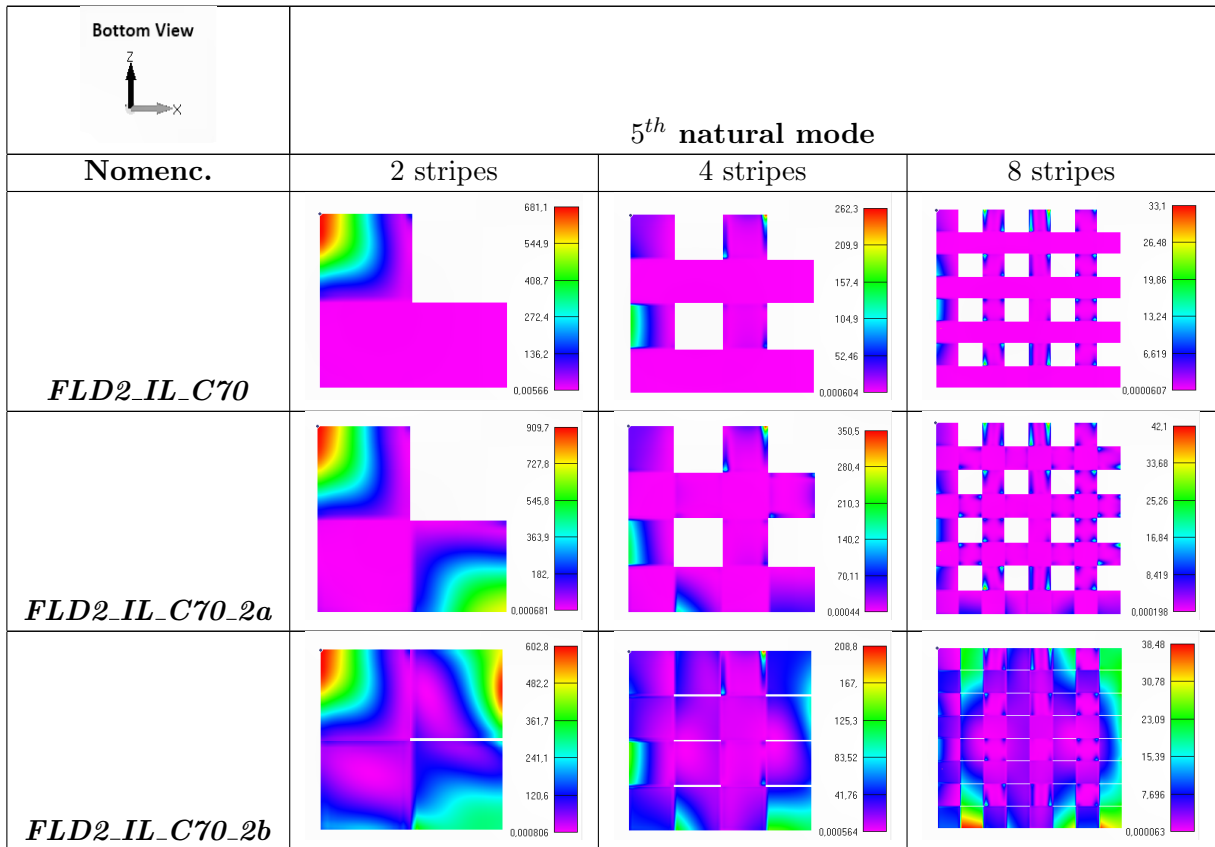 Bottom View
Z
X
5th natural mode
Nomenc. 2 stripes 4 stripes 8 stripes
681,1 262,3 33,1
544,9 209,9 26,48
408,7 157,4 19,86
272,4 104,9 13,24
136,2 52,46 6,619
0,00566 0,000604 0,0000607
FLD2_IL_C70
909,7 350,5 42,1
727,8 280,4 33,68
545,8 210,3 25,26
363,9 140,2 16,84
182, 70,11 8,419
0,000681 0,00044 0,000198
FLD2_IL_C70_2a
602,8 208,8 38,48
482,2 167, 30,78
361,7 125,3 23,09
241,1 83,52 15,39
120,6 41,76 7,696
0,000806 0,000564 0,000063
FLD2_IL_C70_2b